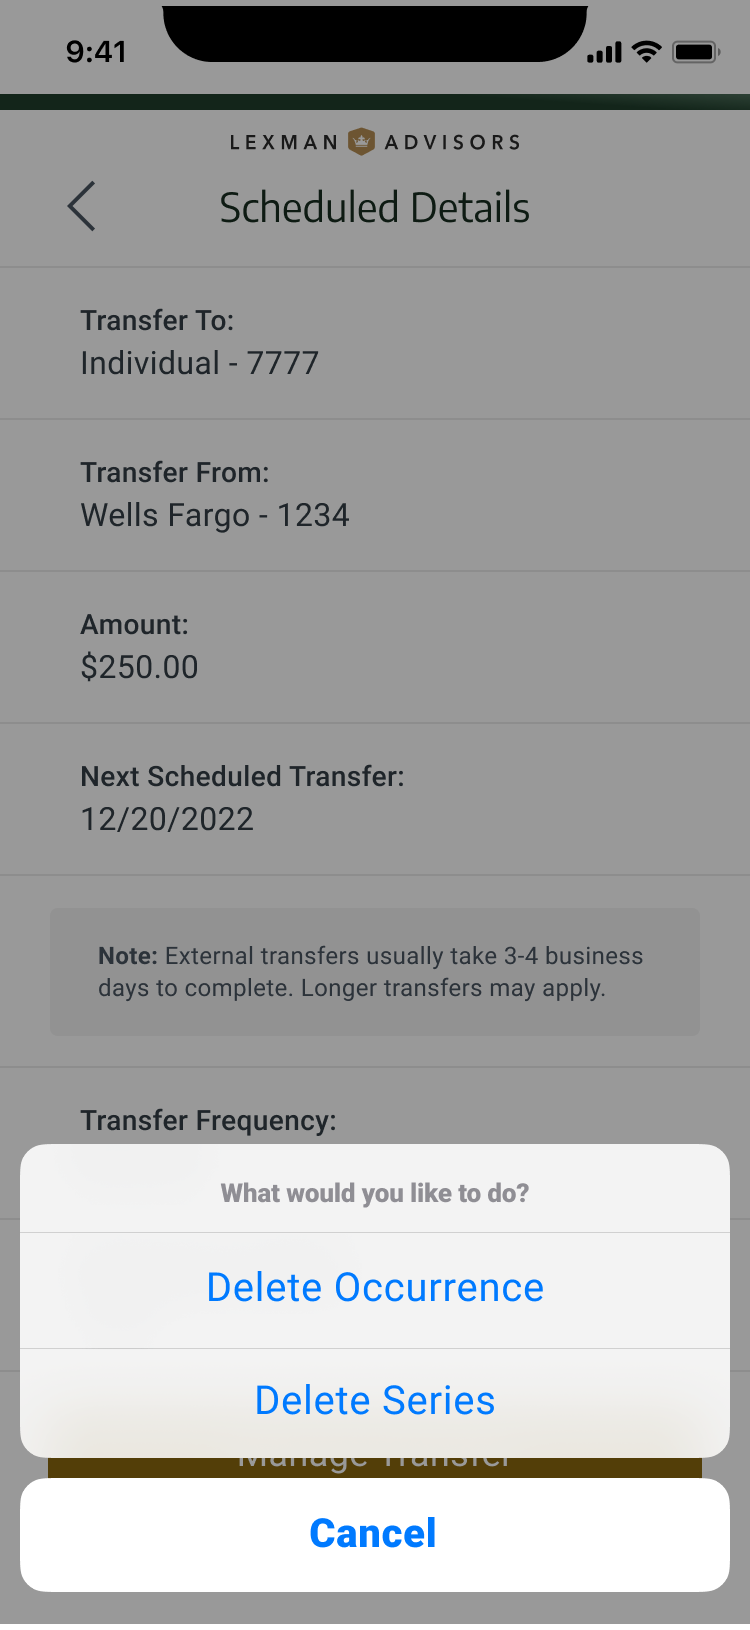 9:41
LEXMAN ADVISORS
Scheduled Details
Transfer To:
Individual - 7777
Transfer From:
Wells Fargo - 1234
Amount:
$250.00
Next Scheduled Transfer:
12/20/2022
Note: External transfers usually take 3-4 business
days to complete. Longer transfers may apply.
Transfer Frequency:
What would you like to do?
Delete Occurrence
Delete Series
Manage Transfer
Cancel